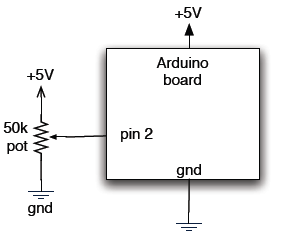 +5V
Arduino
board
+5V
50k
pot
pin 2
gnd
gnd